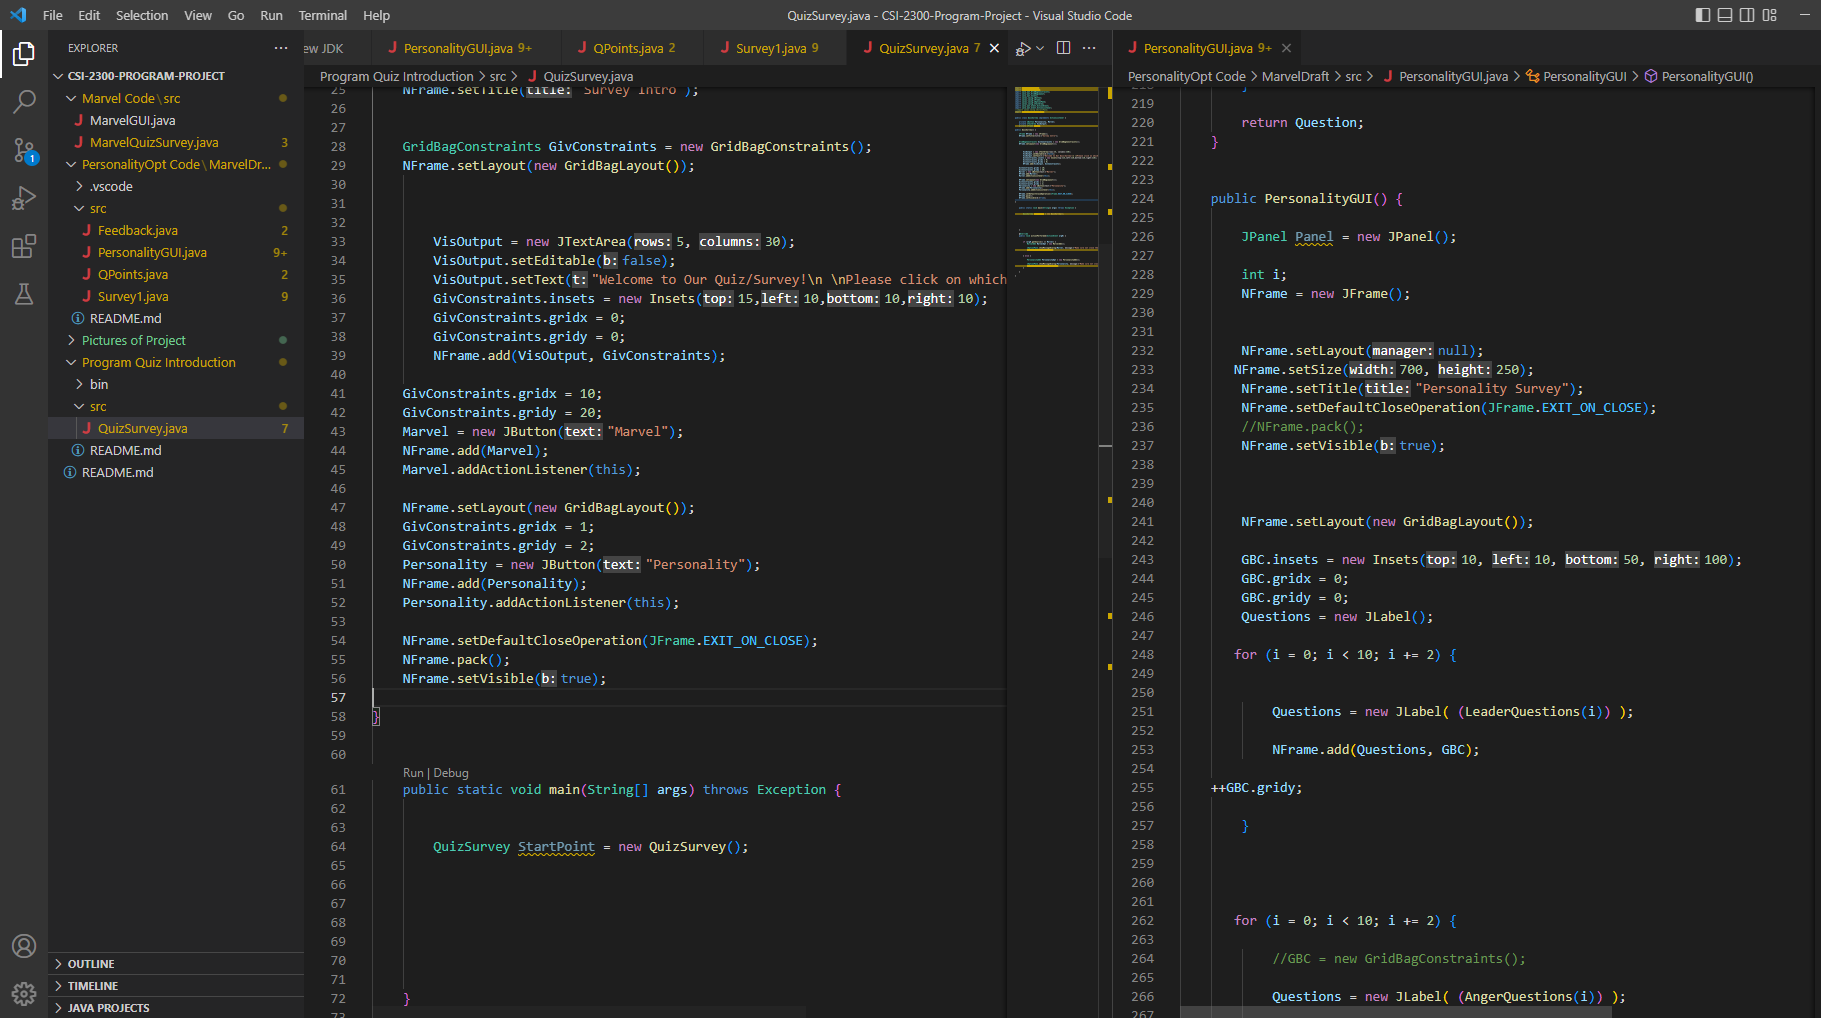 File Edit Selection View Go Run Terminal Help
QuizSurvey.java - CSI-2300-Program-Project - Visual Studio Code
EXPLORER
CSI-2300-PROGRAM-PROJECT
Marvel Code\src
MarvelGUI.java
MarvelQuizSurvey.java 3
PersonalityOpt Code\MarvelDr...
.vscode
src
Feedback.java 2
PersonalityGUI.java 9+
QPoints.java 2
Survey1.java 9
README.md
Pictures of Project
Program Quiz Introduction
bin
src
QuizSurvey.java 7
README.md
README.md
OUTLINE
TIMELINE
JAVA PROJECTS
1
ew JDK
PersonalityGUI.java 9+
QPoints.java 2
Survey1.java 9
QuizSurvey.java 7
Program Quiz Introduction > src > QuizSurvey.java
25 NFrame.setTitle(title: "Survey Intro");
26
27
28 GridBagConstraints GivConstraints = new GridBagConstraints();
29 NFrame.setLayout(new GridBagLayout());
30
31
32
33 VisOutput = new JTextArea(rows: 5, columns: 30);
34 VisOutput.setEditable(b: false);
35 VisOutput.setText(t: "Welcome to Our Quiz/Survey!\n \nPlease click on which
36 GivConstraints.insets = new Insets(top: 15,left: 10,bottom: 10,right: 10);
37 GivConstraints.gridx = 0;
38 GivConstraints.gridy = 0;
39 NFrame.add(VisOutput, GivConstraints);
40
41 GivConstraints.gridx = 10;
42 GivConstraints.gridy = 20;
43 Marvel = new JButton(text: "Marvel");
44 NFrame.add(Marvel);
45 Marvel.addActionListener(this);
46
47 NFrame.setLayout(new GridBagLayout());
48 GivConstraints.gridx = 1;
49 GivConstraints.gridy = 2;
50 Personality = new JButton(text: "Personality");
51 NFrame.add(Personality);
52 Personality.addActionListener(this);
53
54 NFrame.setDefaultCloseOperation(JFrame.EXIT_ON_CLOSE);
55 NFrame.pack();
56 NFrame.setVisible(b: true);
57
58 }
59
60
Run | Debug
61 public static void main(String[] args) throws Exception {
62
63
64 QuizSurvey StartPoint = new QuizSurvey();
65
66
67
68
69
70
71
72 }
73
PersonalityGUI.java 9+
PersonalityOpt Code > MarvelDraft > src > PersonalityGUI.java > PersonalityGUI > PersonalityGUI()
218 }
219
220 return Question;
221 }
222
223
224 public PersonalityGUI() {
225
226 JPanel Panel = new JPanel();
227
228 int i;
229 NFrame = new JFrame();
230
231
232 NFrame.setLayout(manager: null);
233 NFrame.setSize(width: 700, height: 250);
234 NFrame.setTitle(title: "Personality Survey");
235 NFrame.setDefaultCloseOperation(JFrame.EXIT_ON_CLOSE);
236 //NFrame.pack();
237 NFrame.setVisible(b: true);
238
239
240
241 NFrame.setLayout(new GridBagLayout());
242
243 GBC.insets = new Insets(top: 10, left: 10, bottom: 50, right: 100);
244 GBC.gridx = 0;
245 GBC.gridy = 0;
246 Questions = new JLabel();
247
248 for (i = 0; i < 10; i += 2) {
249
250
251 Questions = new JLabel( (LeaderQuestions(i)) );
252
253 NFrame.add(Questions, GBC);
254
255 ++GBC.gridy;
256
257 }
258
259
260
261
262 for (i = 0; i < 10; i += 2) {
263
264 //GBC = new GridBagConstraints();
265
266 Questions = new JLabel( (AngerQuestions(i)) );
267